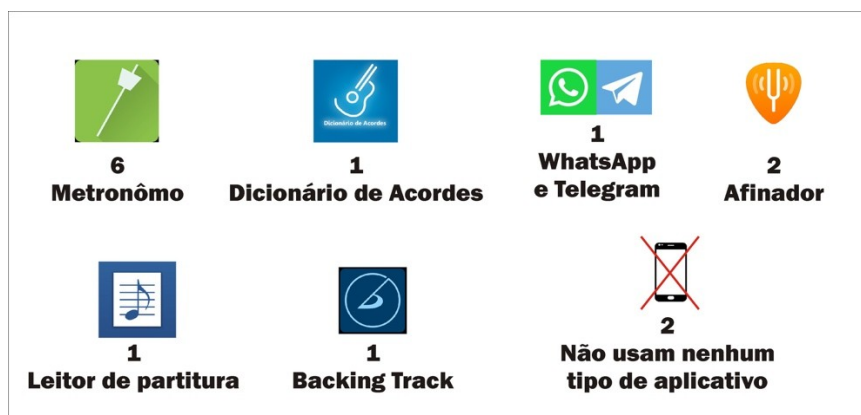 Dicionário de Acordes
6
Metronômo
1
Dicionário de Acordes
1
WhatsApp
e Telegram
2
Afinador
1
Leitor de partitura
1
Backing Track
2
Não usam nenhum
tipo de aplicativo